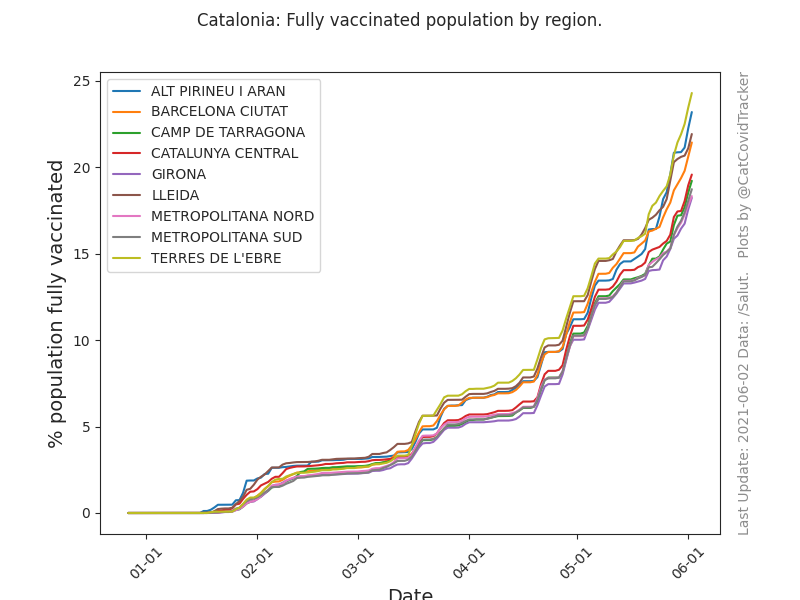 Catalonia: Fully vaccinated population by region.
25
20
15
10
5
0
% population fully vaccinated
ALT PIRINEU I ARAN
BARCELONA CIUTAT
CAMP DE TARRAGONA
CATALUNYA CENTRAL
GIRONA
LLEIDA
METROPOLITANA NORD
METROPOLITANA SUD
TERRES DE L'EBRE
01-01
02-01
03-01
04-01
05-01
06-01
Date
Last Update: 2021-06-02 Data: /Salut. Plots by @CatCovidTracker